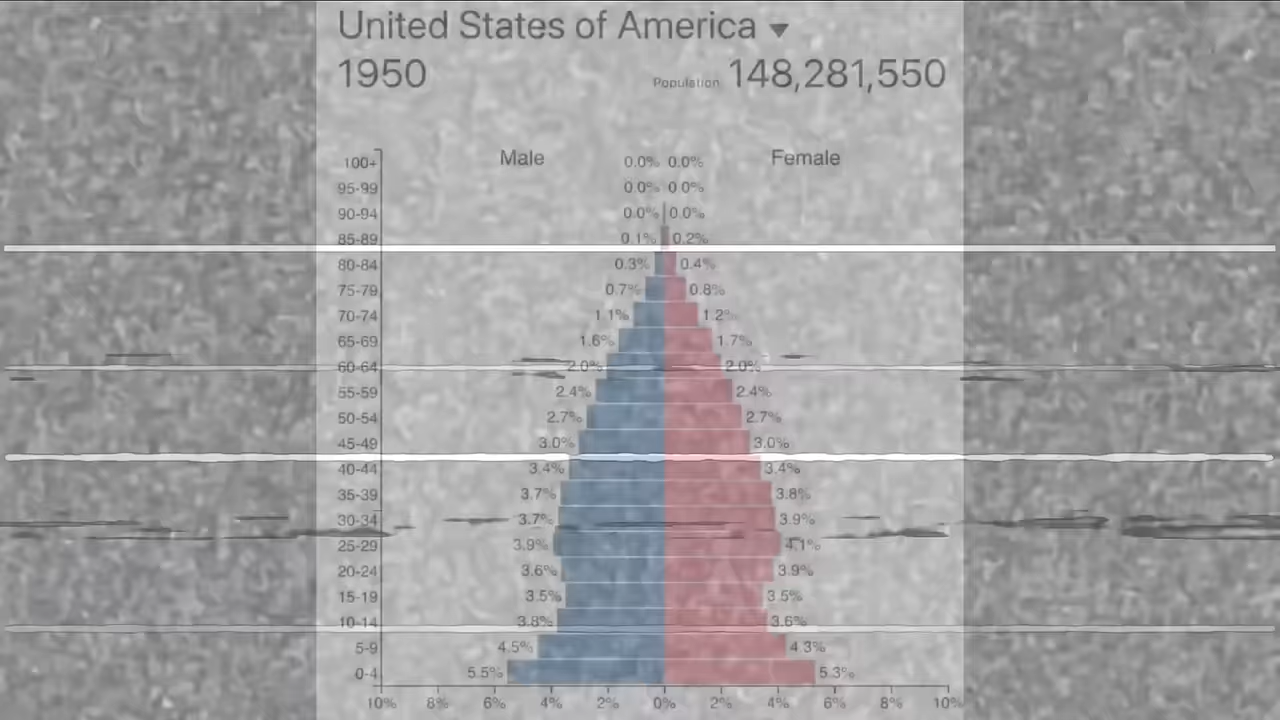 United States of America
1950 Population 148,281,550
Male Female
100+ 0.0% 0.0%
95-99 0.0% 0.0%
90-94 0.0% 0.0%
85-89 0.1% 0.2%
80-84 0.3% 0.4%
75-79 0.7% 0.8%
70-74 1.1% 1.2%
65-69 1.6% 1.7%
60-64 2.0% 2.0%
55-59 2.4% 2.4%
50-54 2.7% 2.7%
45-49 3.0% 3.0%
40-44 3.4% 3.4%
35-39 3.7% 3.8%
30-34 3.7% 3.9%
25-29 3.9% 4.1%
20-24 3.6% 3.9%
15-19 3.5% 3.5%
10-14 3.8% 3.6%
5-9 4.5% 4.3%
0-4 5.5% 5.3%
10% 8% 6% 4% 2% 0% 2% 4% 6% 8% 10%